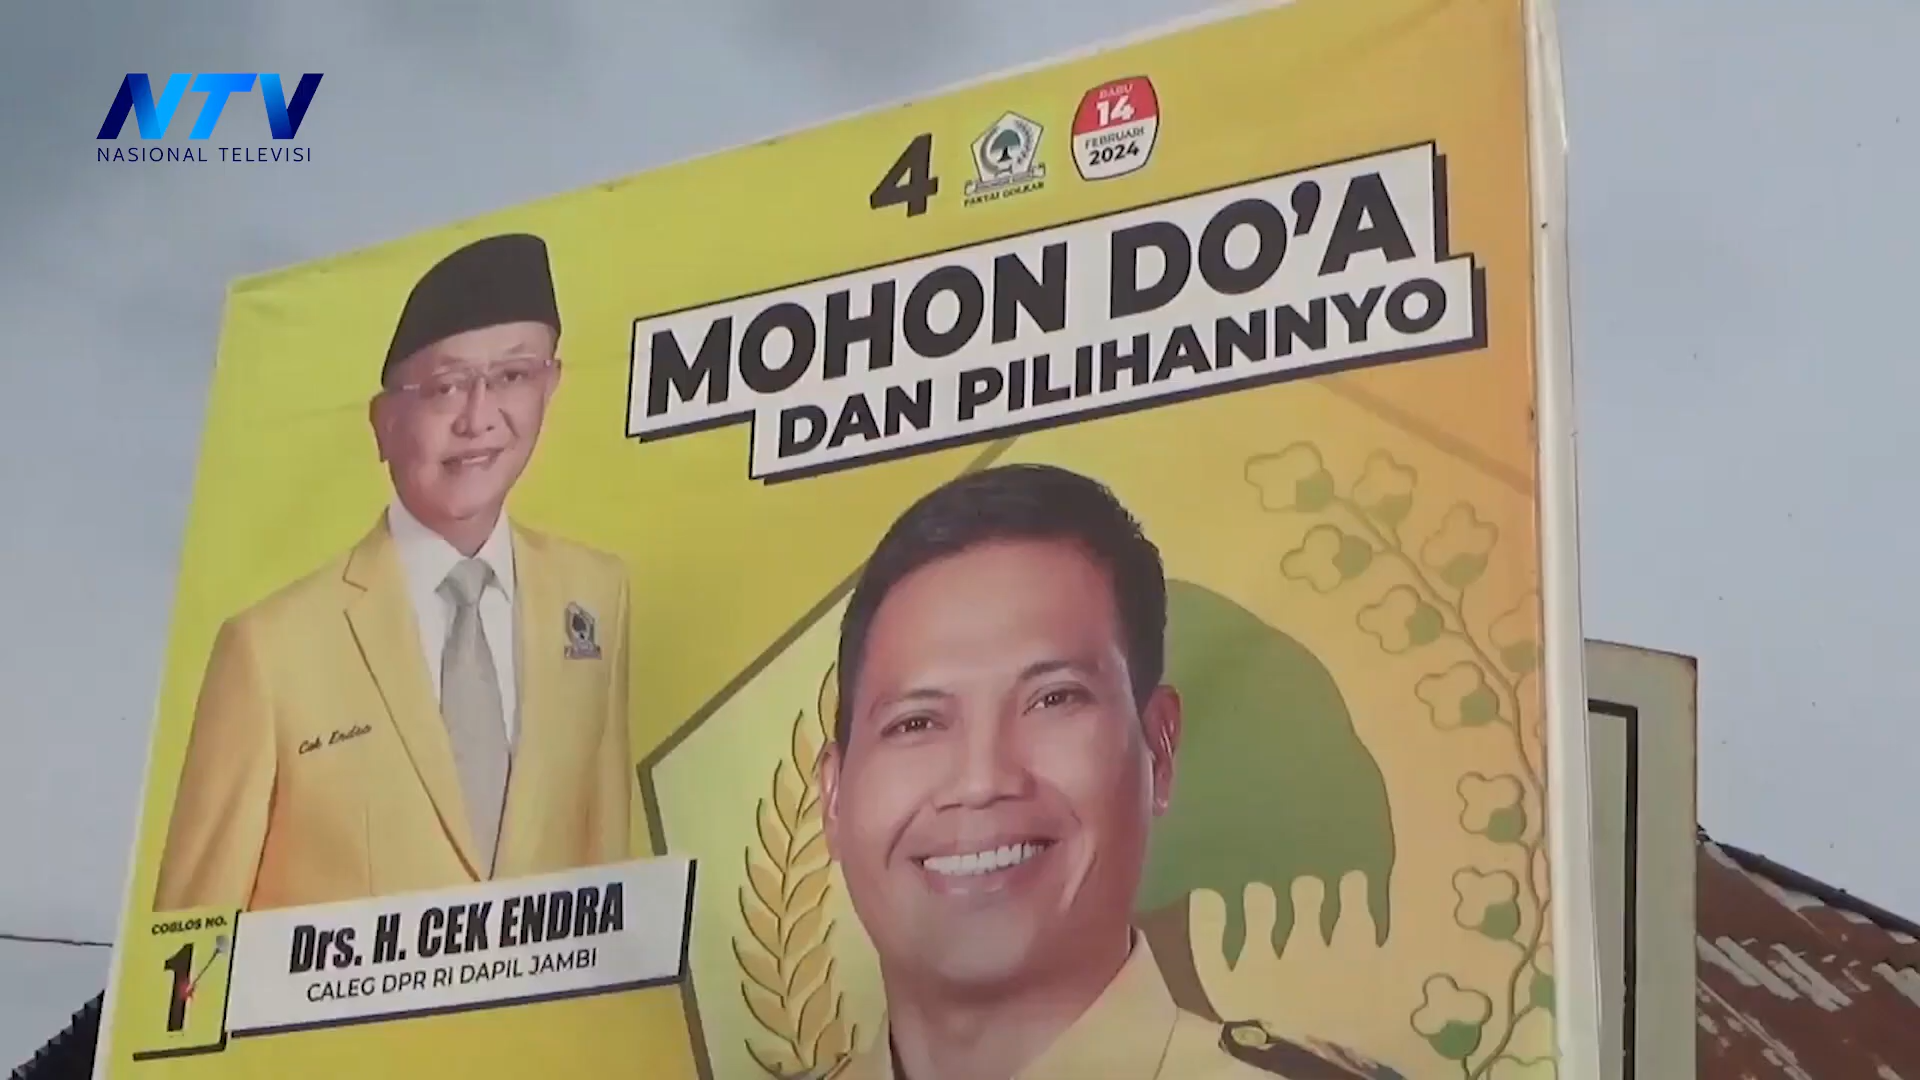 NTV
NASIONAL TELEVISI
4
PARTAI GOLKAR
RABU
14
FEBRUARI
2024
MOHON DO'A
DAN PILIHANNYO
Cek Endra
COBLOS NO.
1
Drs. H. CEK ENDRA
CALEG DPR RI DAPIL JAMBI